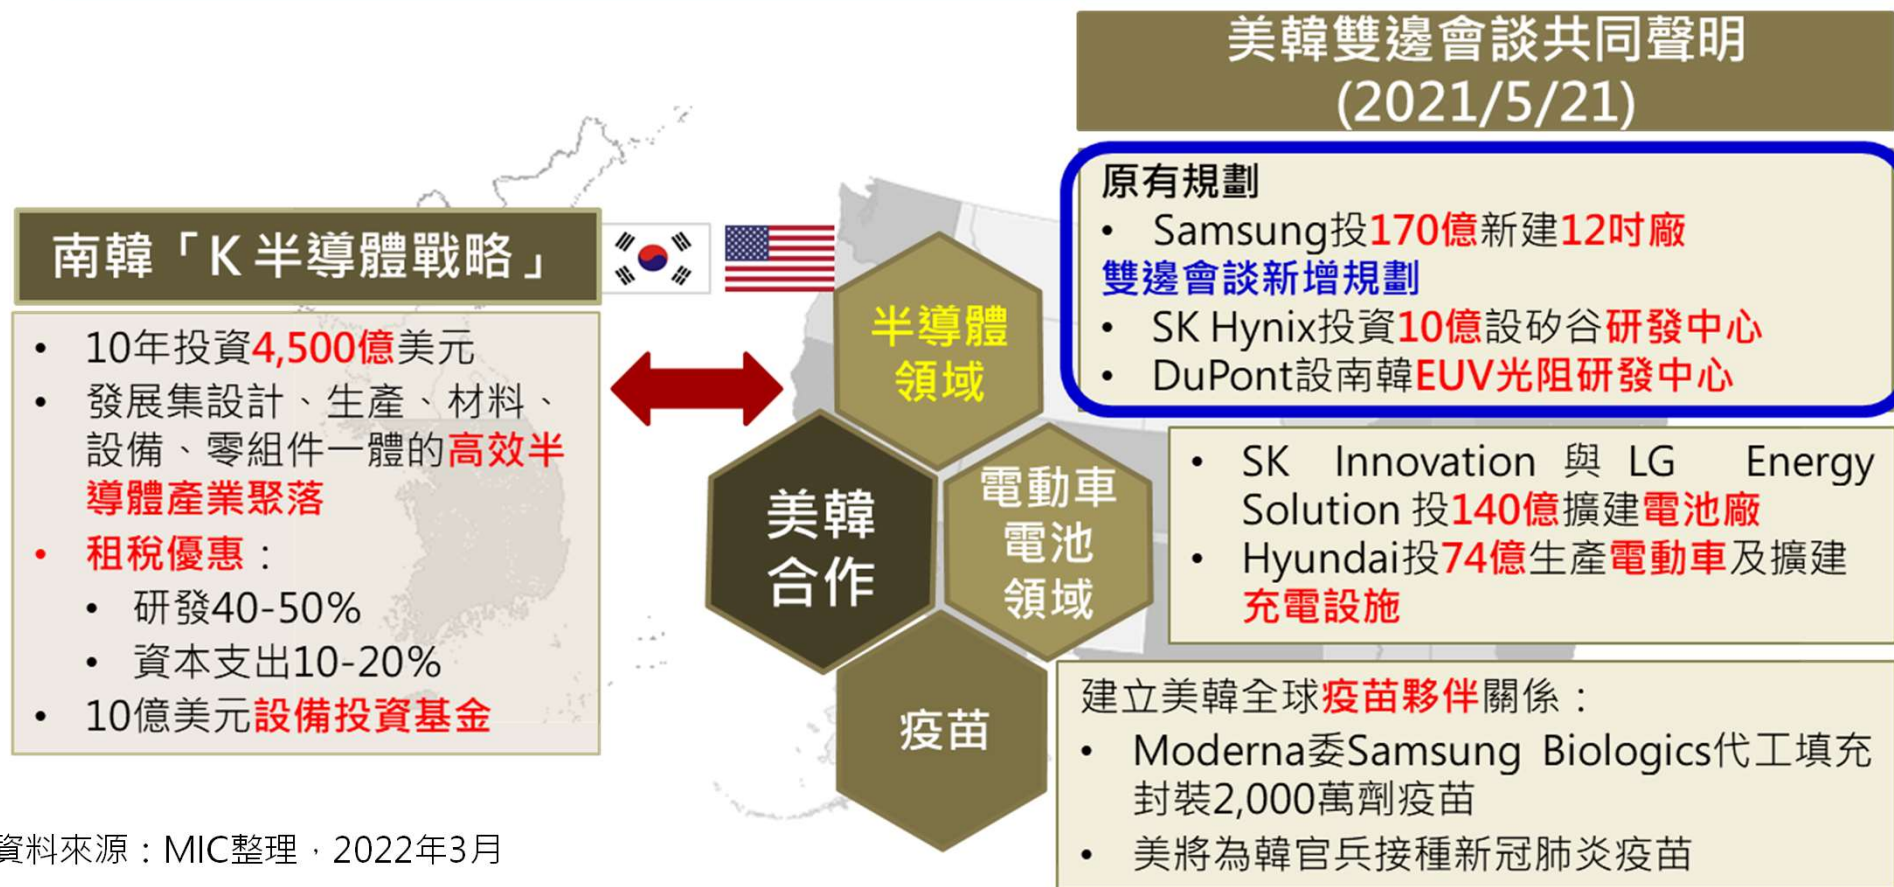 南韓「K 半導體戰略」
• 10年投資4,500億美元
• 發展集設計、生產、材料、
設備、零組件一體的高效半
導體產業聚落
• 租稅優惠：
• 研發40-50%
• 資本支出10-20%
• 10億美元設備投資基金
半導體
領域
美韓
合作
電動車
電池
領域
疫苗
美韓雙邊會談共同聲明
(2021/5/21)
原有規劃
• Samsung投170億新建12吋廠
雙邊會談新增規劃
• SK Hynix投資10億設矽谷研發中心
• DuPont設南韓EUV光阻研發中心
• SK Innovation 與 LG Energy
Solution 投140億擴建電池廠
• Hyundai投74億生產電動車及擴建
充電設施
建立美韓全球疫苗夥伴關係：
• Moderna委Samsung Biologics代工填充
封裝2,000萬劑疫苗
• 美將為韓官兵接種新冠肺炎疫苗
資料來源：MIC整理，2022年3月